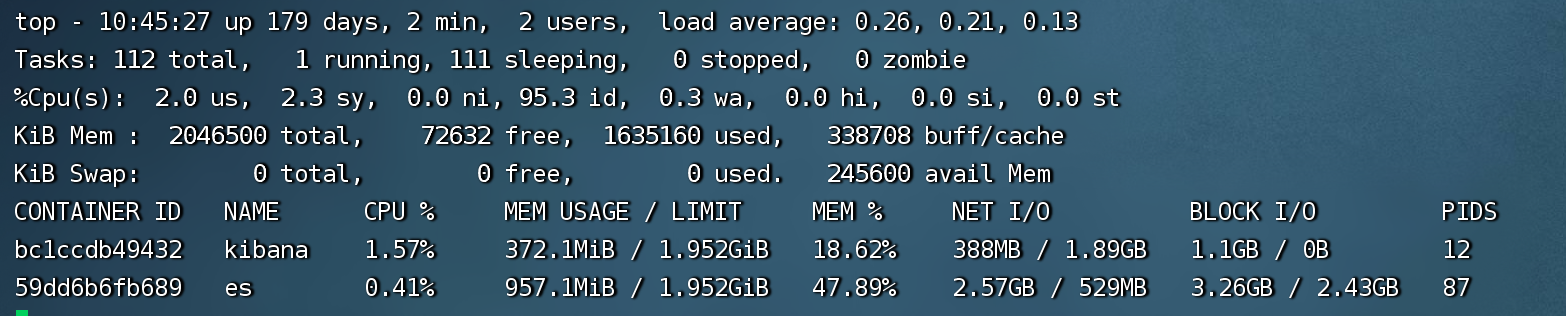 top - 10:45:27 up 179 days, 2 min,  2 users,  load average: 0.26, 0.21, 0.13
Tasks: 112 total,   1 running, 111 sleeping,   0 stopped,   0 zombie
%Cpu(s):  2.0 us,  2.3 sy,  0.0 ni, 95.3 id,  0.3 wa,  0.0 hi,  0.0 si,  0.0 st
KiB Mem :  2046500 total,    72632 free,  1635160 used,   338708 buff/cache
KiB Swap:        0 total,        0 free,        0 used.   245600 avail Mem
CONTAINER ID   NAME      CPU %     MEM USAGE / LIMIT     MEM %     NET I/O          BLOCK I/O         PIDS
bc1ccdb49432   kibana    1.57%     372.1MiB / 1.952GiB   18.62%    388MB / 1.89GB   1.1GB / 0B        12
59dd6b6fb689   es        0.41%     957.1MiB / 1.952GiB   47.89%    2.57GB / 529MB   3.26GB / 2.43GB   87